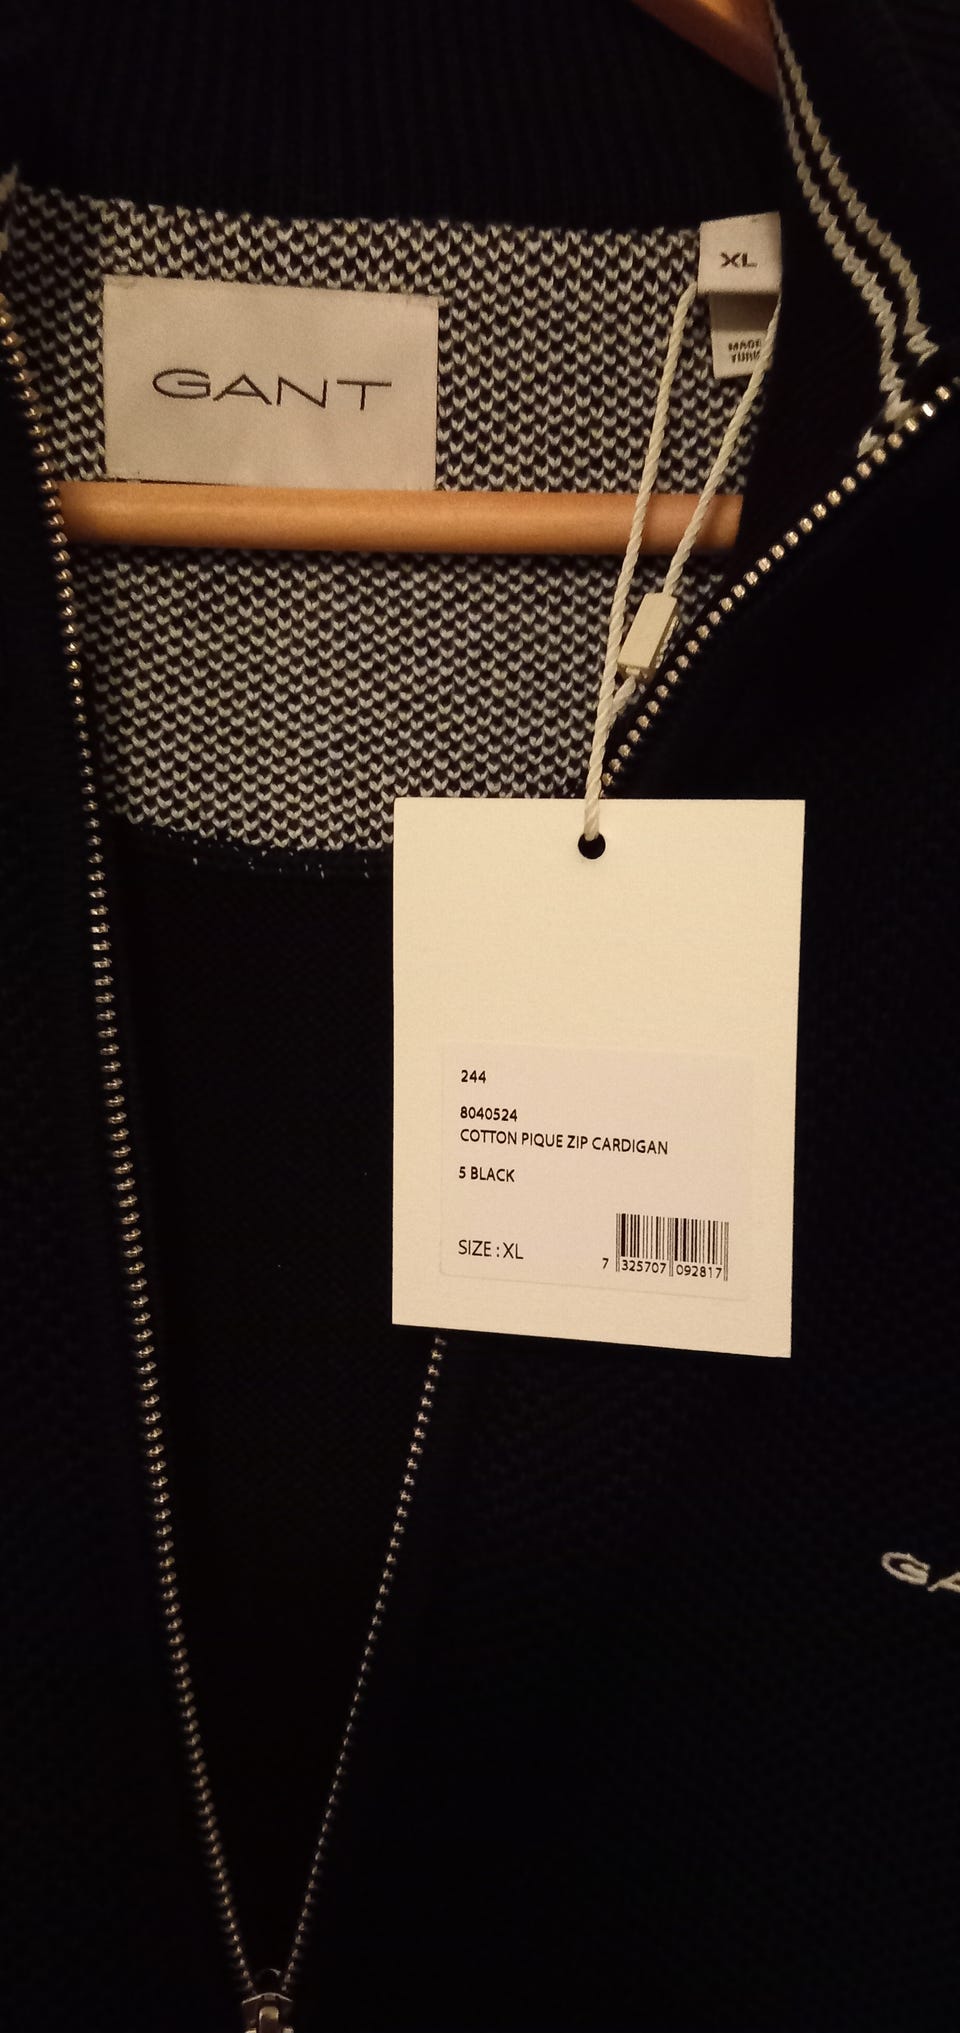 XL
MADE
GANT
244
8040524
COTTON PIQUE ZIP CARDIGAN
5 BLACK
SIZE : XL
7 325707 092817